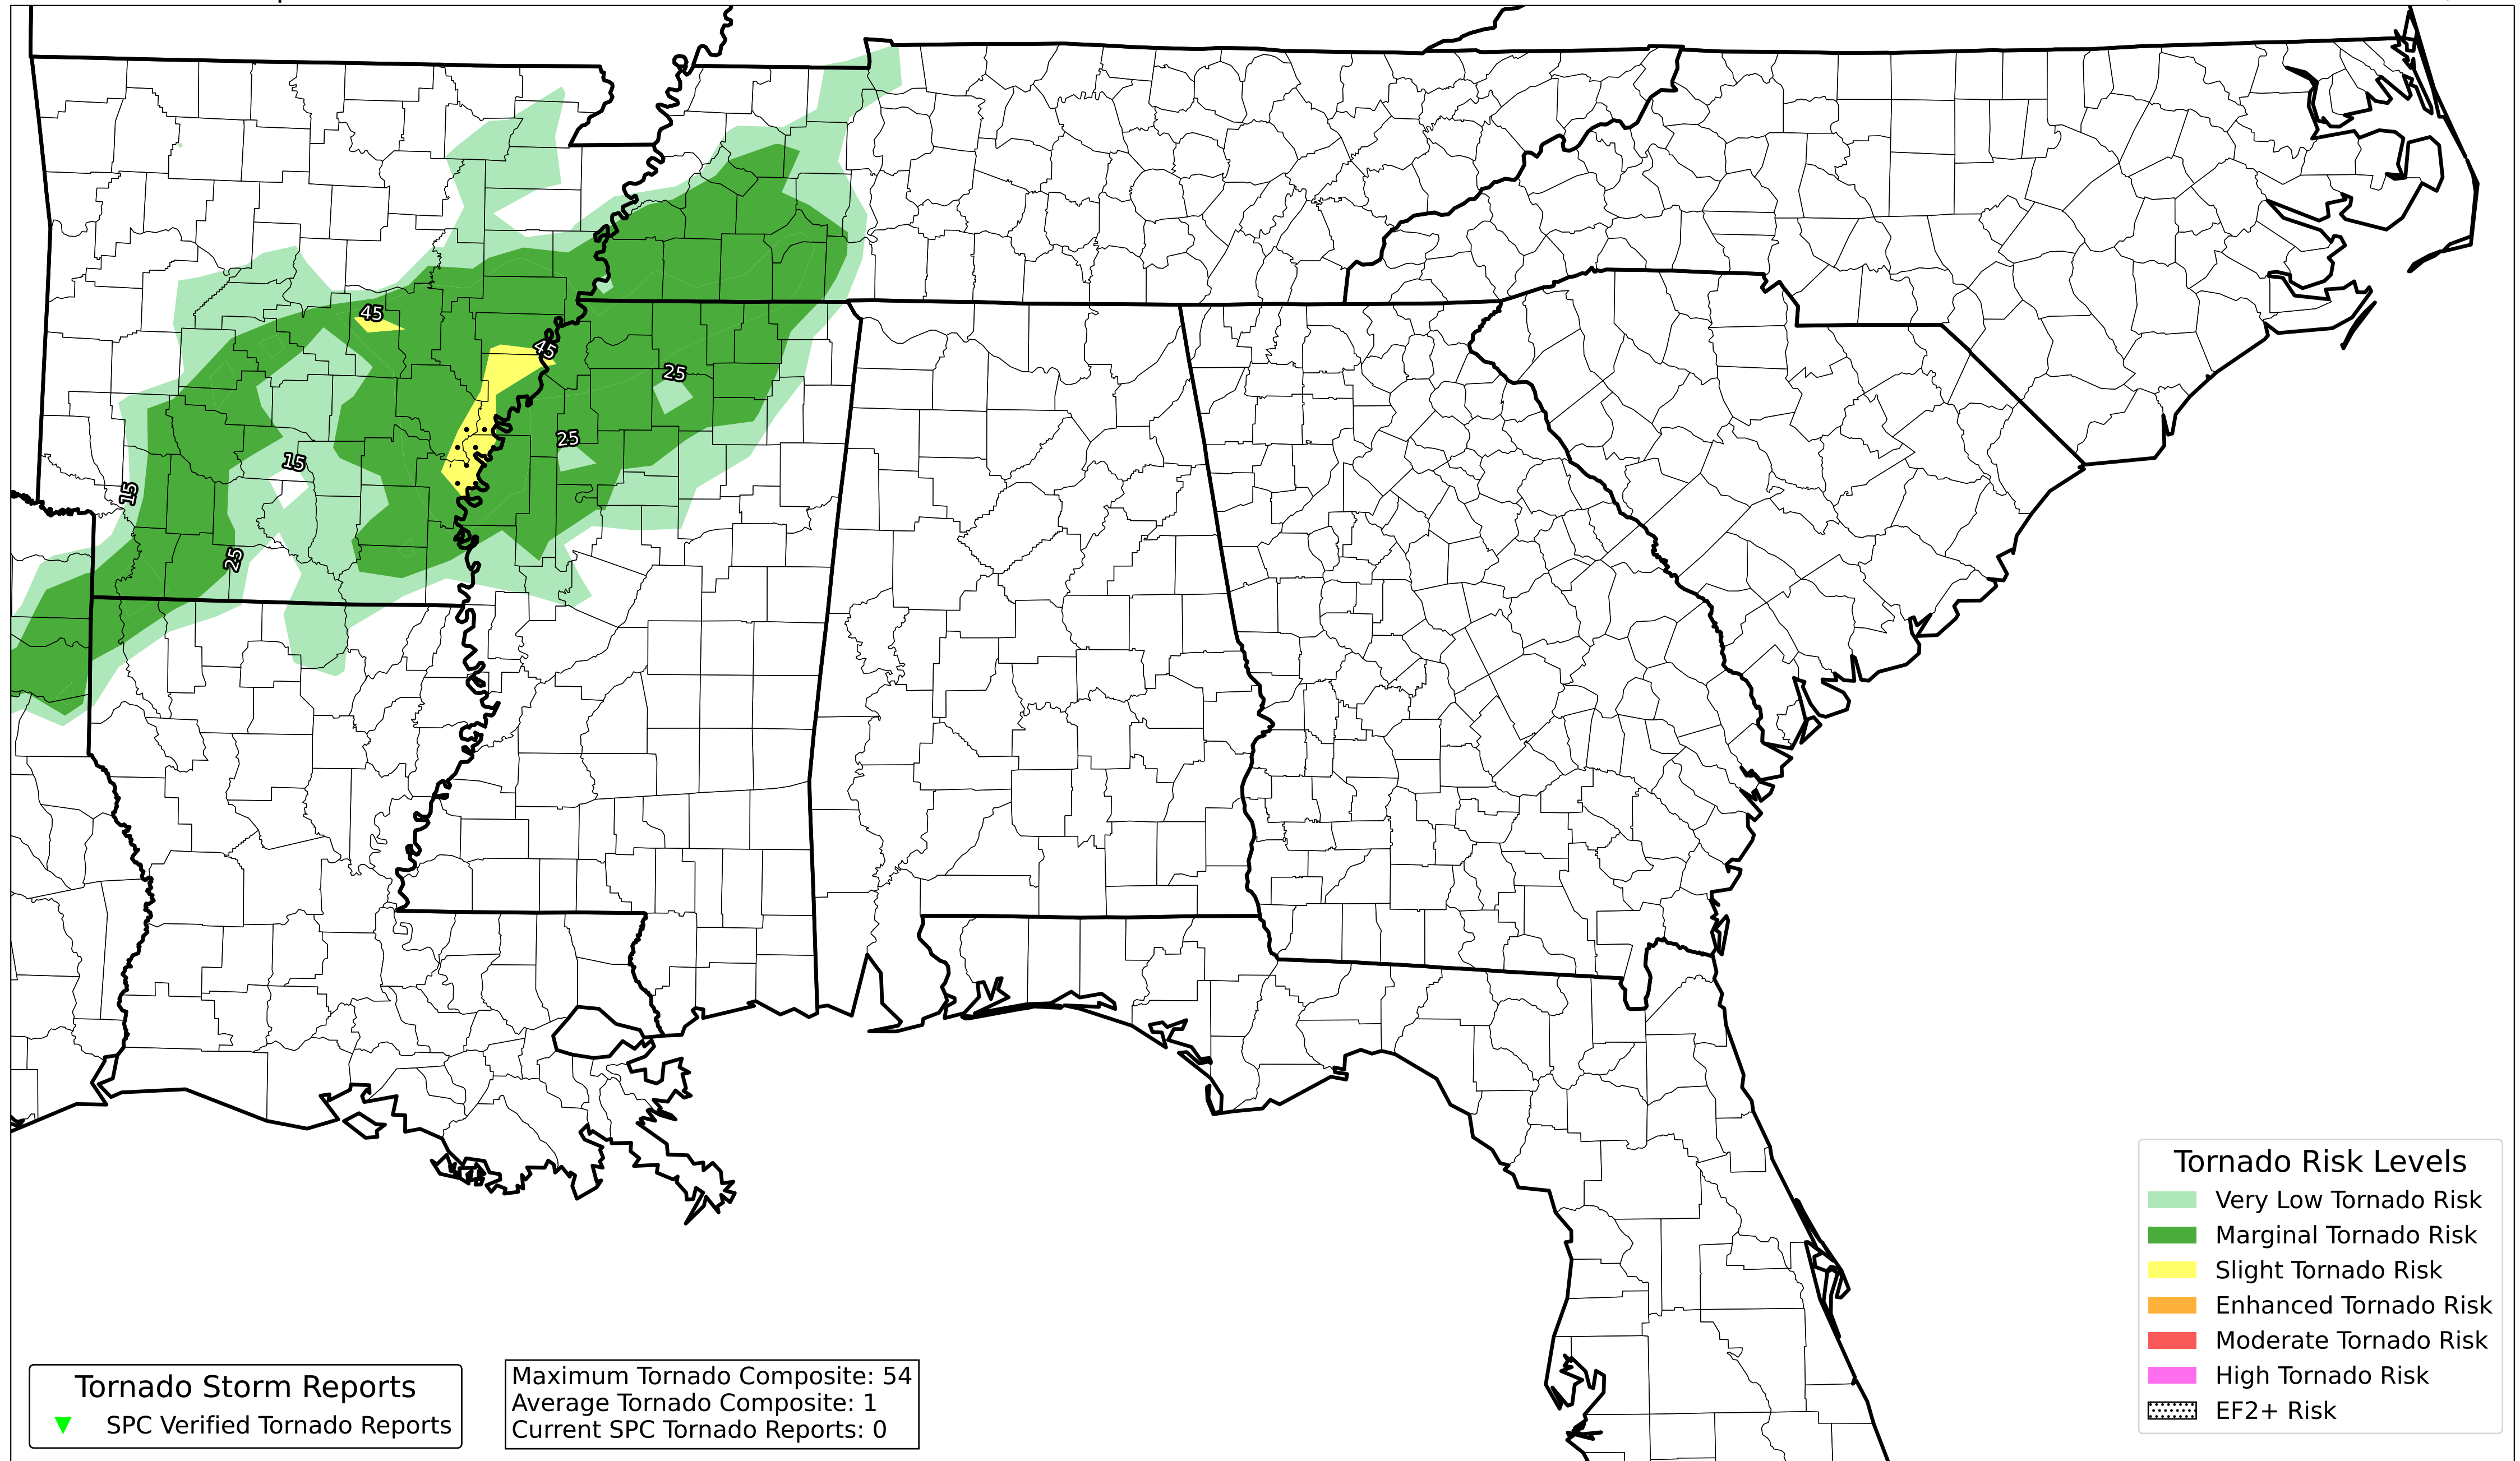 45
45
25
25
15
15
25
Tornado Risk Levels
Very Low Tornado Risk
Marginal Tornado Risk
Slight Tornado Risk
Enhanced Tornado Risk
Moderate Tornado Risk
High Tornado Risk
EF2+ Risk
Tornado Storm Reports
SPC Verified Tornado Reports
Maximum Tornado Composite: 54
Average Tornado Composite: 1
Current SPC Tornado Reports: 0